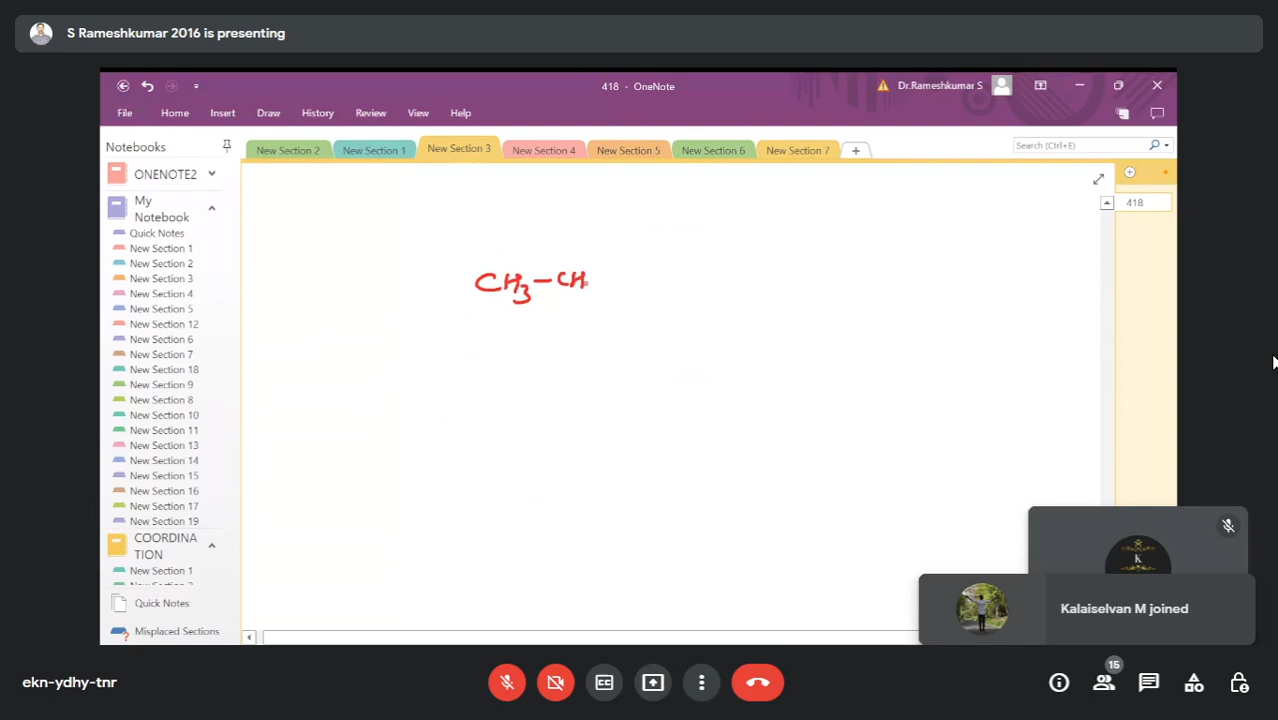 S Rameshkumar 2016 is presenting
418 - OneNote
Dr.Rameshkumar S
File Home Insert Draw History Review View Help
Notebooks
New Section 2 New Section 1 New Section 3 New Section 4 New Section 5 New Section 6 New Section 7
Search (Ctrl+E)
ONENOTE2
418
My
Notebook
Quick Notes
New Section 1
New Section 2
New Section 3
New Section 4
New Section 5
New Section 12
New Section 6
New Section 7
New Section 18
New Section 9
New Section 8
New Section 10
New Section 11
New Section 13
New Section 14
New Section 15
New Section 16
New Section 17
New Section 19
CH3-CH
COORDINA
TION
New Section 1
Quick Notes
Misplaced Sections
K
Kalaiselvan M joined
ekn-ydhy-tnr
CC
15